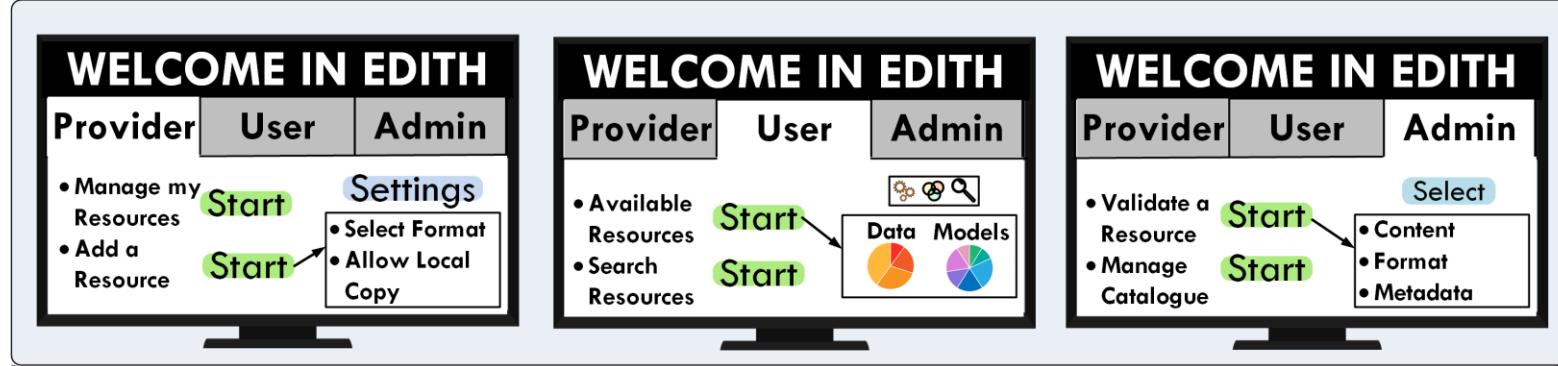 WELCOME IN EDITH
Provider User Admin
• Manage my Resources
Start
Settings
• Add a Resource
Start
• Select Format
• Allow Local Copy
WELCOME IN EDITH
Provider User Admin
• Available Resources
Start
Data Models
• Search Resources
Start
WELCOME IN EDITH
Provider User Admin
• Validate a Resource
Start
Select
• Manage Catalogue
Start
• Content
• Format
• Metadata